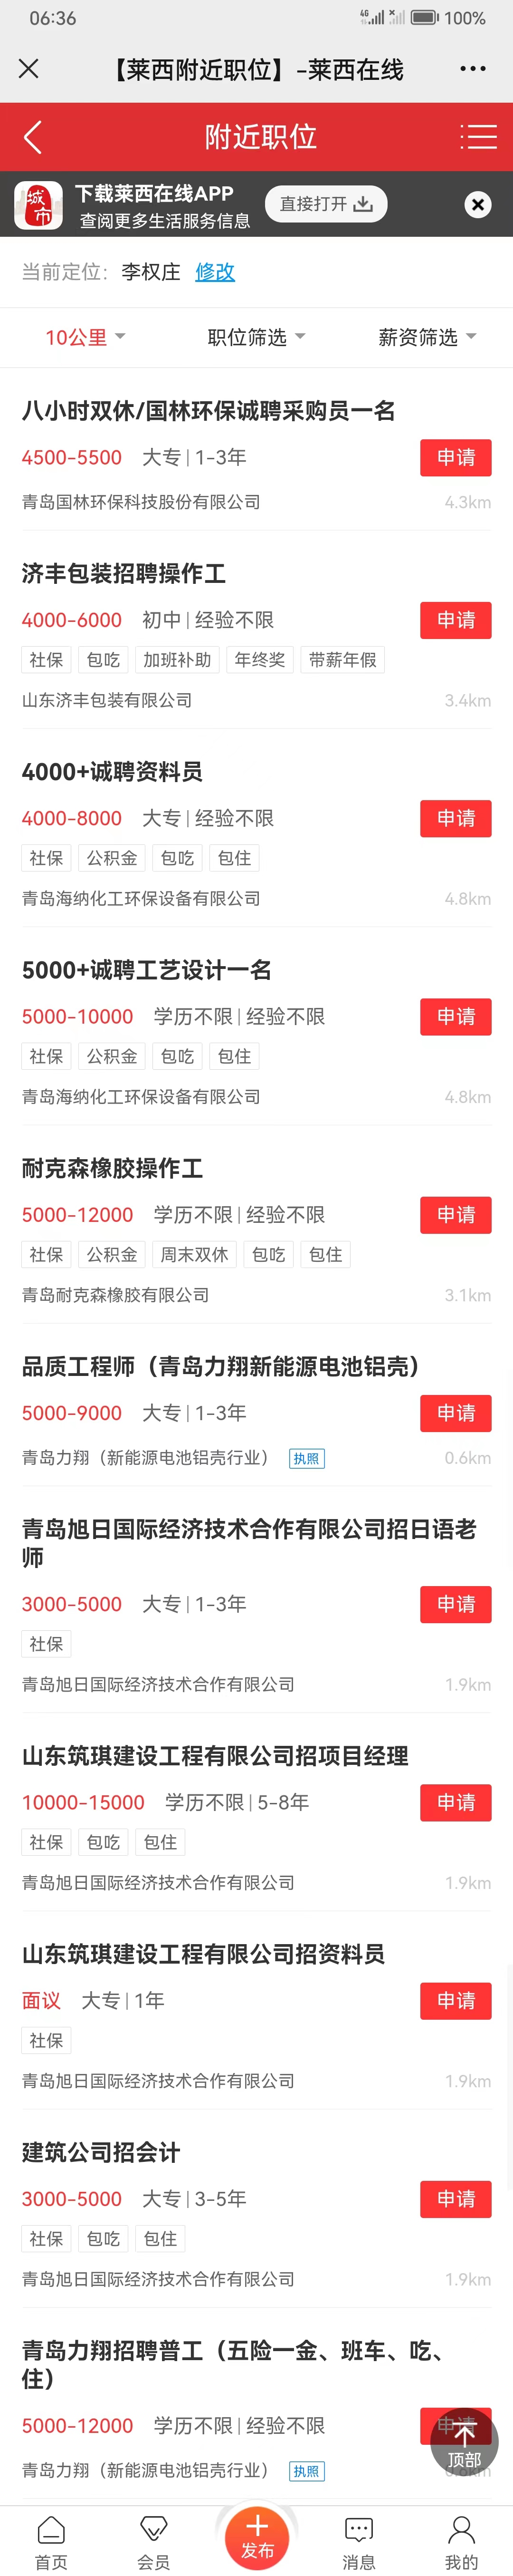 06:36
4G
100%
【莱西附近职位】-莱西在线
附近职位
城市
下载莱西在线APP
查阅更多生活服务信息
直接打开
当前定位：李权庄 修改
10公里 职位筛选 薪资筛选
八小时双休/国林环保诚聘采购员一名
4500-5500 大专|1-3年 申请
青岛国林环保科技股份有限公司 4.3km
济丰包装招聘操作工
4000-6000 初中|经验不限 申请
社保 包吃 加班补助 年终奖 带薪年假
山东济丰包装有限公司 3.4km
4000+诚聘资料员
4000-8000 大专|经验不限 申请
社保 公积金 包吃 包住
青岛海纳化工环保设备有限公司 4.8km
5000+诚聘工艺设计一名
5000-10000 学历不限|经验不限 申请
社保 公积金 包吃 包住
青岛海纳化工环保设备有限公司 4.8km
耐克森橡胶操作工
5000-12000 学历不限|经验不限 申请
社保 公积金 周末双休 包吃 包住
青岛耐克森橡胶有限公司 3.1km
品质工程师（青岛力翔新能源电池铝壳）
5000-9000 大专|1-3年 申请
青岛力翔（新能源电池铝壳行业） 执照 0.6km
青岛旭日国际经济技术合作有限公司招日语老
师
3000-5000 大专|1-3年 申请
社保
青岛旭日国际经济技术合作有限公司 1.9km
山东筑琪建设工程有限公司招项目经理
10000-15000 学历不限|5-8年 申请
社保 包吃 包住
青岛旭日国际经济技术合作有限公司 1.9km
山东筑琪建设工程有限公司招资料员
面议 大专|1年 申请
社保
青岛旭日国际经济技术合作有限公司 1.9km
建筑公司招会计
3000-5000 大专|3-5年 申请
社保 包吃 包住
青岛旭日国际经济技术合作有限公司 1.9km
青岛力翔招聘普工（五险一金、班车、吃、
住）
5000-12000 学历不限|经验不限 申请
顶部
青岛力翔（新能源电池铝壳行业） 执照
首页 会员 发布 消息 我的